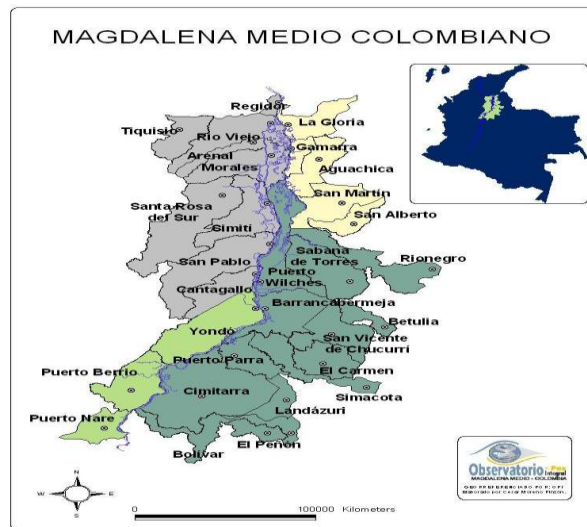 MAGDALENA MEDIO COLOMBIANO
Regidor
La Gloria
Tiquisio
Rio Viejo
Gamarra
Arenal
Morales
Aguachica
San Martín
Santa Rosa
del Sur
San Alberto
Simití
Sabana
de Torres
Rionegro
San Pablo
Puerto
Wilches
Cantagallo
Barrancabermeja
Betulia
Yondó
San Vicente
de Chucurri
Puerto Parra
El Carmen
Puerto Berrio
Simacota
Cimitarra
Landázuri
Puerto Nare
El Peñón
Bolívar
Observatorio
Integral
MAGDALENA MEDIO - COLOMBIA
N
W E
S
0 100000 Kilometers